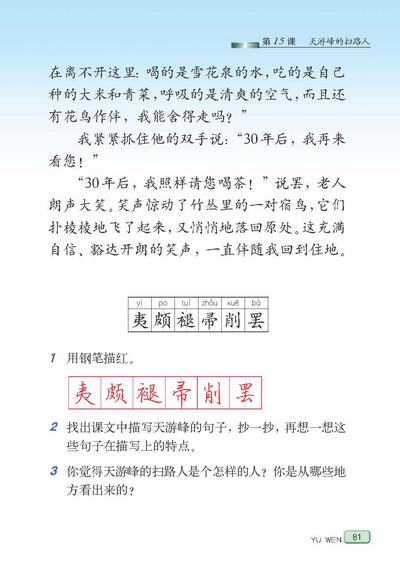 第15课 天游峰的扫路人
在离不开这里：喝的是雪花泉的水，吃的是自己
种的大米和青菜，呼吸的是清爽的空气，而且还
有花鸟作伴，我能舍得走吗？”
我紧紧抓住他的双手说：“30年后，我再来
看您！”
“30年后，我照样请您喝茶！”说罢，老人
朗声大笑。笑声惊动了竹丛里的一对宿鸟，它们
扑棱棱地飞了起来，又悄悄地落回原处。这充满
自信、豁达开朗的笑声，一直伴随我回到住地。
yí pō tuì zhǒu xuē bà
夷颇褪帚削罢
1 用钢笔描红。
夷颇褪帚削罢
2 找出课文中描写天游峰的句子，抄一抄，再想一想这
些句子在描写上的特点。
3 你觉得天游峰的扫路人是个怎样的人？你是从哪些地
方看出来的？
YU WEN 81